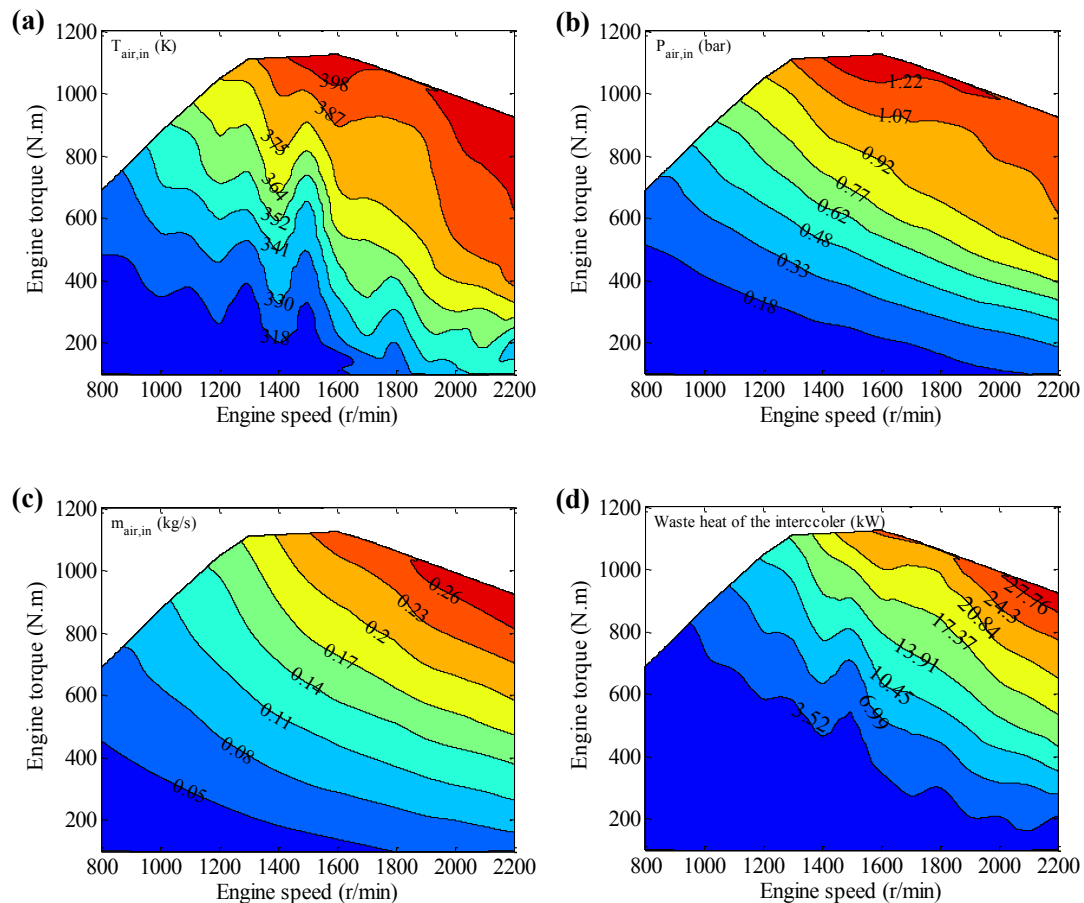 (a)
T air,in (K)
1200
1000
800
600
400
200
398
387
375
364
352
341
330
318
800 1000 1200 1400 1600 1800 2000 2200
Engine speed (r/min)
Engine torque (N.m)
(b)
P air,in (bar)
1200
1000
800
600
400
200
1.22
1.07
0.92
0.77
0.62
0.48
0.33
0.18
800 1000 1200 1400 1600 1800 2000 2200
Engine speed (r/min)
Engine torque (N.m)
(c)
m air,in (kg/s)
1200
1000
800
600
400
200
0.26
0.23
0.2
0.17
0.14
0.11
0.08
0.05
800 1000 1200 1400 1600 1800 2000 2200
Engine speed (r/min)
Engine torque (N.m)
(d)
Waste heat of the interccoler (kW)
1200
1000
800
600
400
200
27.76
24.3
20.84
17.37
13.91
10.45
6.99
3.52
800 1000 1200 1400 1600 1800 2000 2200
Engine speed (r/min)
Engine torque (N.m)